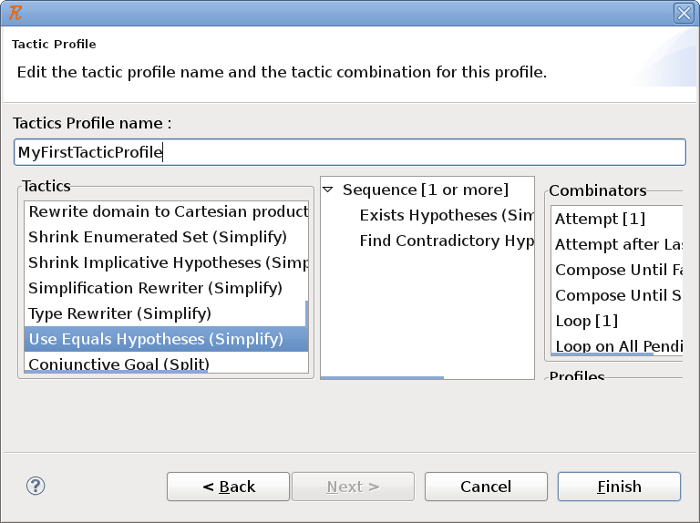 Tactic Profile
Edit the tactic profile name and the tactic combination for this profile.
Tactics Profile name :
MyFirstTacticProfile
Tactics
Rewrite domain to Cartesian product
Shrink Enumerated Set (Simplify)
Shrink Implicative Hypotheses (Simp
Simplification Rewriter (Simplify)
Type Rewriter (Simplify)
Use Equals Hypotheses (Simplify)
Conjunctive Goal (Split)
Sequence [1 or more]
Exists Hypotheses (Sim
Find Contradictory Hyp
Combinators
Attempt [1]
Attempt after Las
Compose Until Fa
Compose Until S
Loop [1]
Loop on All Pendi
Profiles
?
< Back
Next >
Cancel
Finish